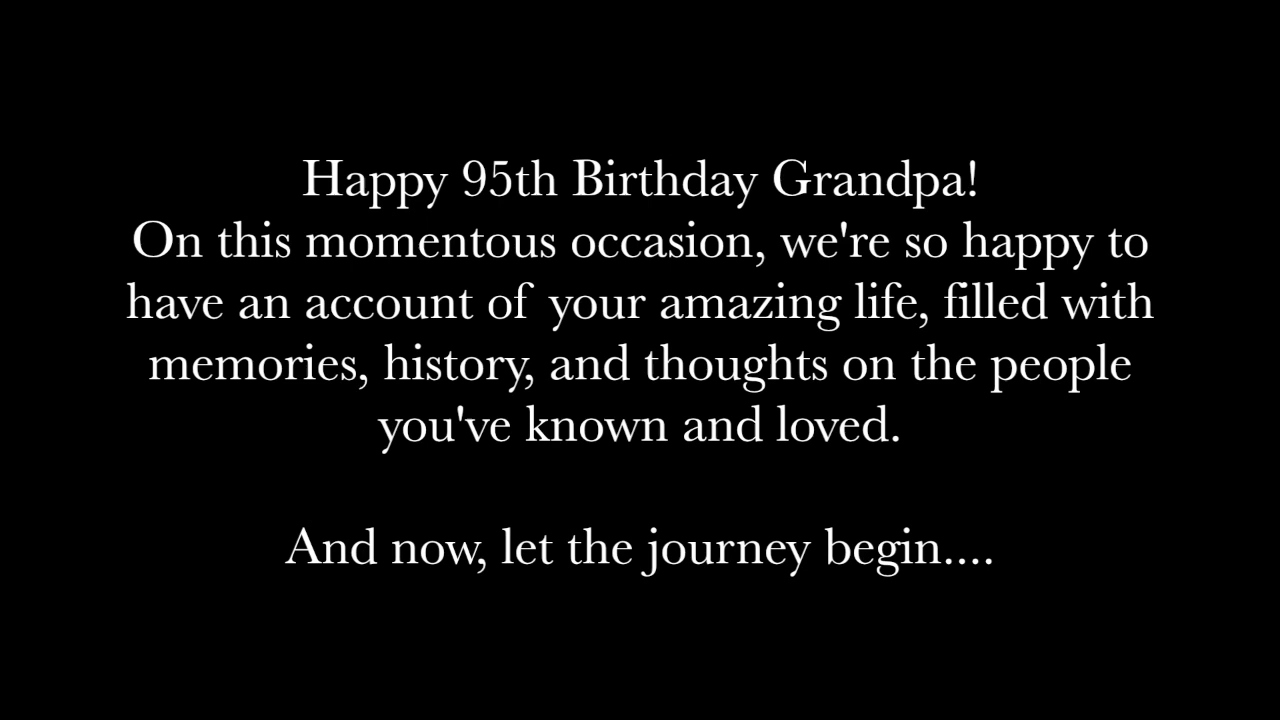 Happy 95th Birthday Grandpa!
On this momentous occasion, we're so happy to
have an account of your amazing life, filled with
memories, history, and thoughts on the people
you've known and loved.
And now, let the journey begin....